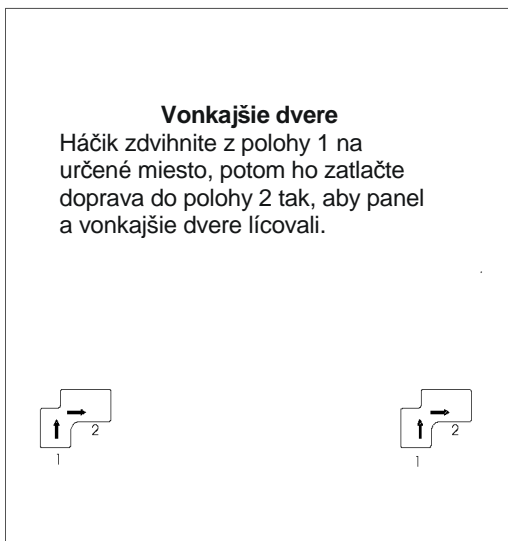 Vonkajšie dvere
Háčik zdvihnite z polohy 1 na
určené miesto, potom ho zatlačte
doprava do polohy 2 tak, aby panel
a vonkajšie dvere lícovali.
2
1
2
1